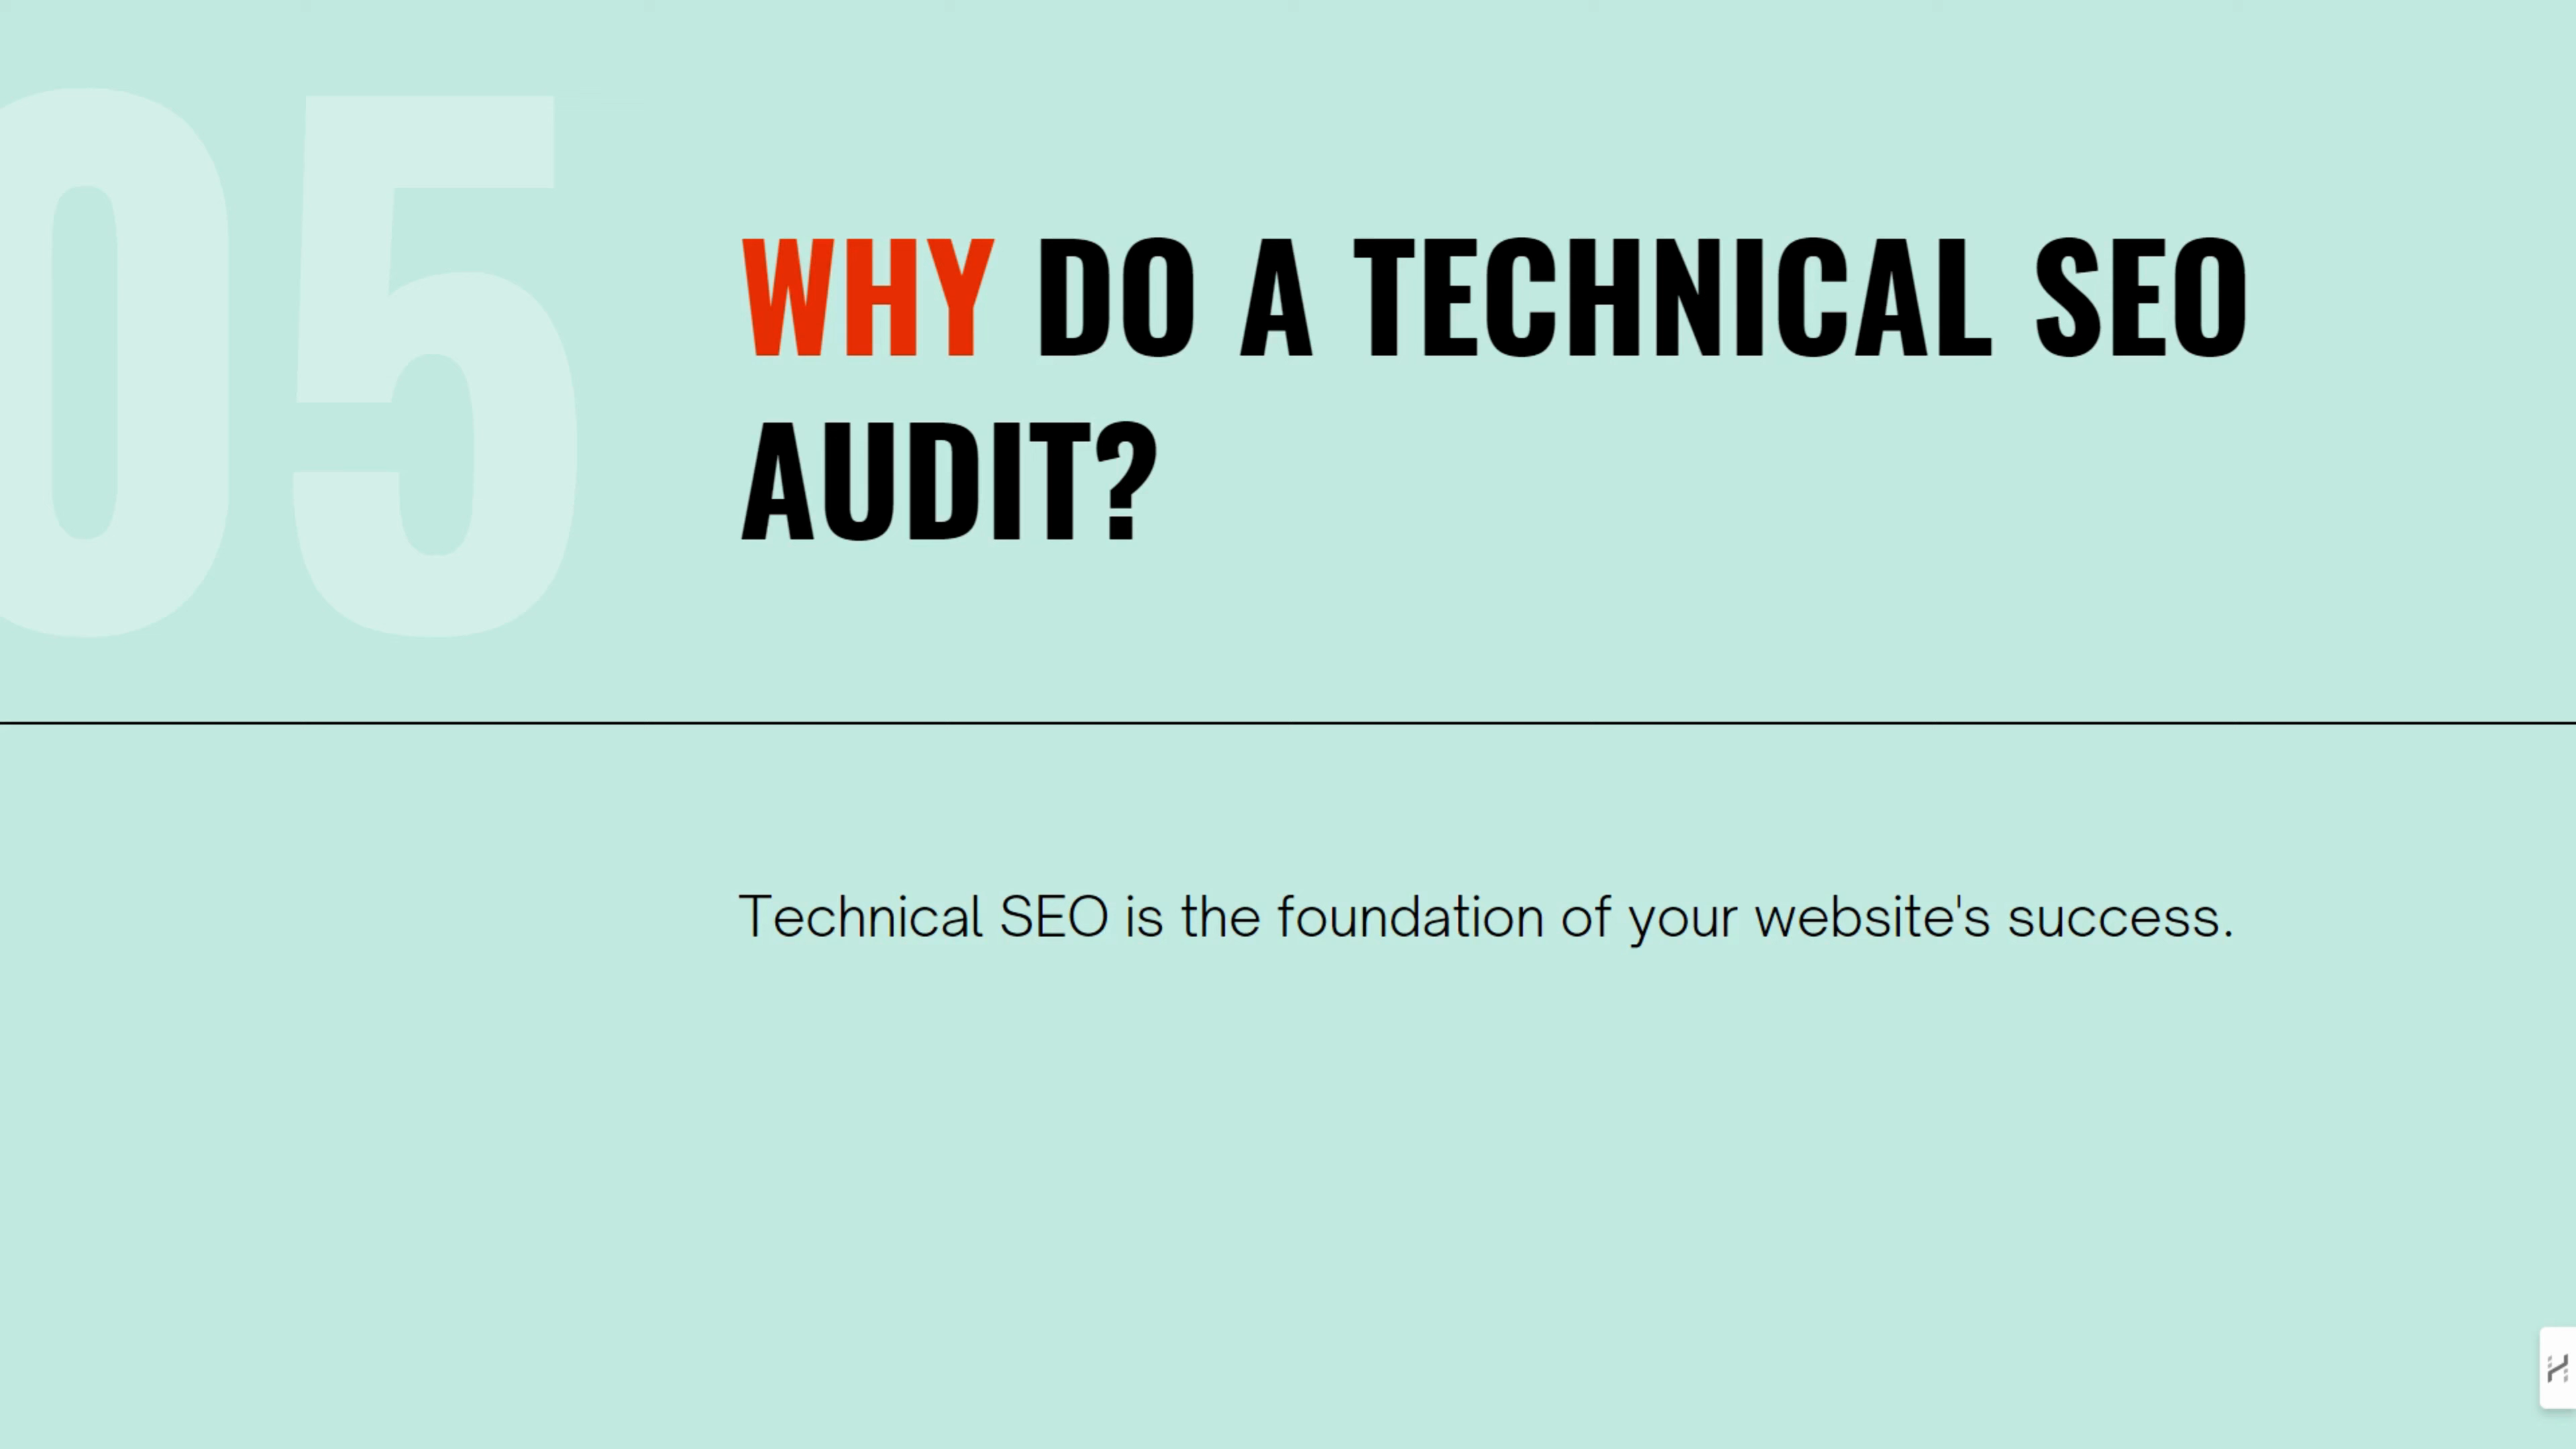 05
WHY DO A TECHNICAL SEO
AUDIT?
Technical SEO is the foundation of your website's success.